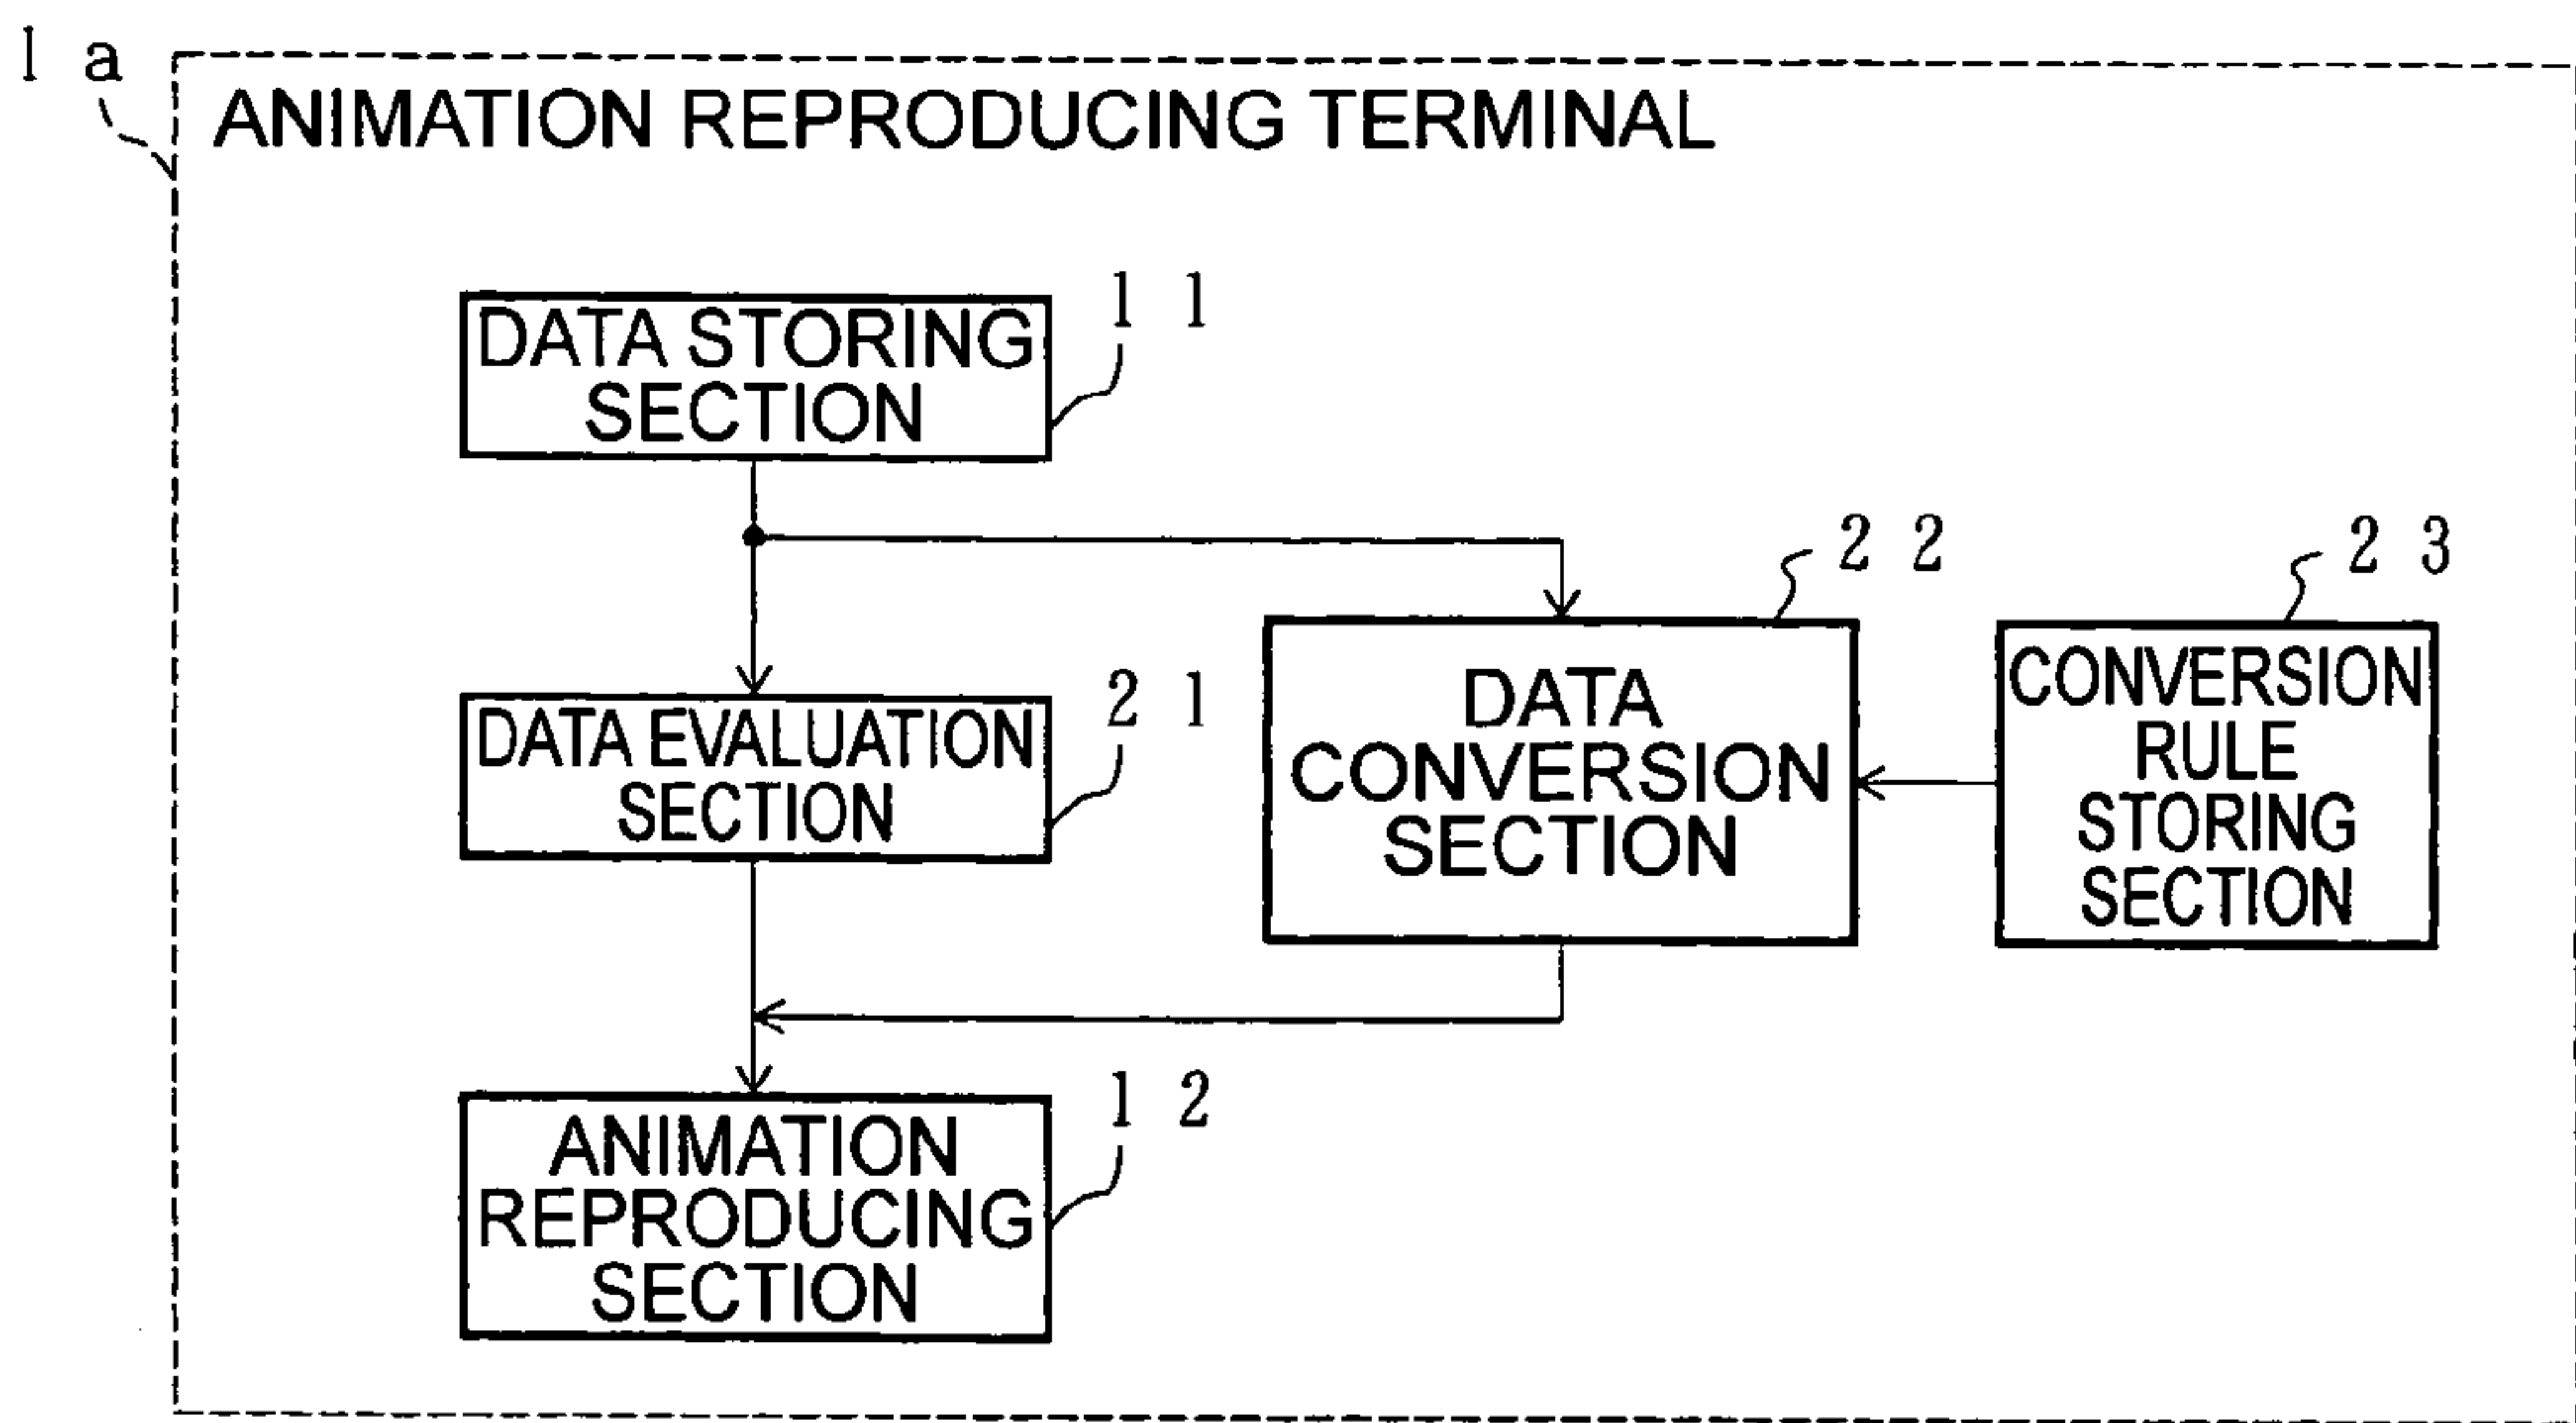 1a
ANIMATION REPRODUCING TERMINAL
11
DATA STORING
SECTION
22
23
21
DATA EVALUATION
SECTION
DATA
CONVERSION
SECTION
CONVERSION
RULE
STORING
SECTION
12
ANIMATION
REPRODUCING
SECTION